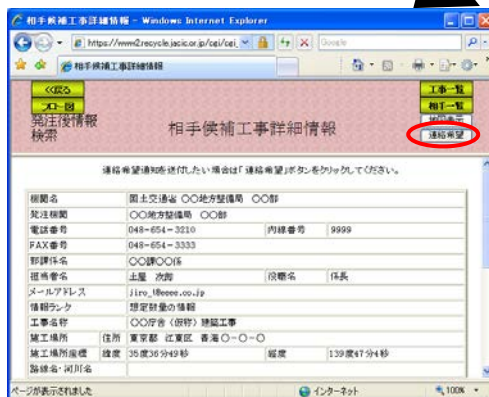 相手候補工事詳細情報 - Windows Internet Explorer
https://www2.recycle.jacic.or.jp/cgi/cgi_
Google
相手候補工事詳細情報
<<戻る
フロー図
発注後情報
検索
相手候補工事詳細情報
工事一覧
相手一覧
地図表示
連絡希望
連絡希望通知を送付したい場合は「連絡希望」ボタンをクリックしてください。
機関名 国土交通省 〇〇地方整備局 〇〇部
発注機関 〇〇地方整備局 〇〇部
電話番号 048-654-3210 内線番号 9999
FAX番号 048-654-3333
部課係名 〇〇課〇〇係
担当者名 土屋 次郎 役職名 係長
メールアドレス jiro_t@eeee.co.jp
情報ランク 想定数量の情報
工事名称 〇〇庁舎(仮称)建築工事
施工場所 住所 東京都 江東区 青海〇-〇-〇
施工場所座標 緯度 35度36分49秒 経度 139度47分4秒
路線名・河川名
ページが表示されました
インターネット
100%